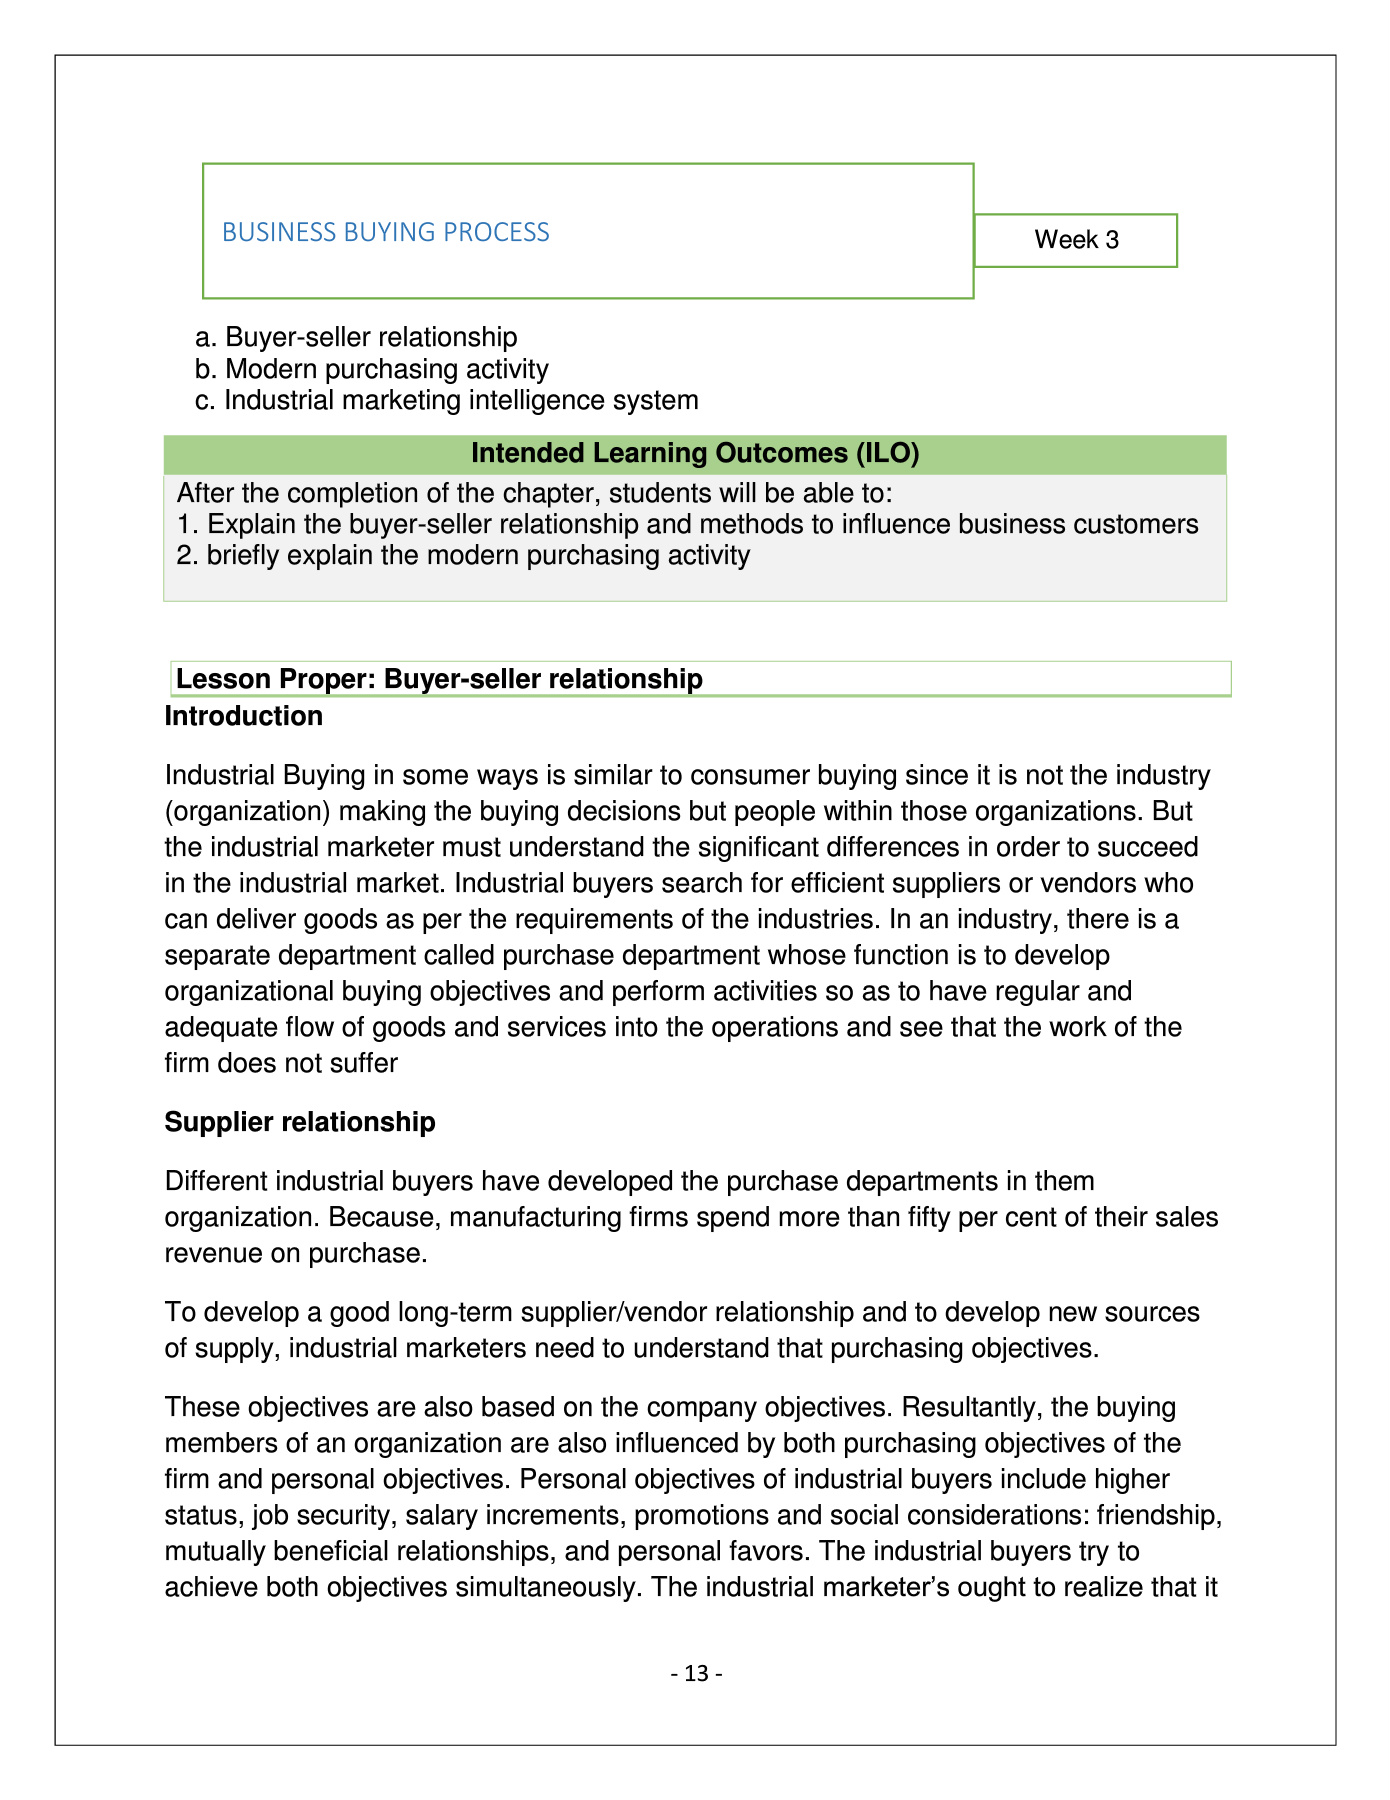 BUSINESS BUYING PROCESS
Week 3
a. Buyer-seller relationship
b. Modern purchasing activity
c. Industrial marketing intelligence system
Intended Learning Outcomes (ILO)
After the completion of the chapter, students will be able to:
1. Explain the buyer-seller relationship and methods to influence business customers
2. briefly explain the modern purchasing activity
Lesson Proper: Buyer-seller relationship
Introduction
Industrial Buying in some ways is similar to consumer buying since it is not the industry
(organization) making the buying decisions but people within those organizations. But
the industrial marketer must understand the significant differences in order to succeed
in the industrial market. Industrial buyers search for efficient suppliers or vendors who
can deliver goods as per the requirements of the industries. In an industry, there is a
separate department called purchase department whose function is to develop
organizational buying objectives and perform activities so as to have regular and
adequate flow of goods and services into the operations and see that the work of the
firm does not suffer
Supplier relationship
Different industrial buyers have developed the purchase departments in them
organization. Because, manufacturing firms spend more than fifty per cent of their sales
revenue on purchase.
To develop a good long-term supplier/vendor relationship and to develop new sources
of supply, industrial marketers need to understand that purchasing objectives.
These objectives are also based on the company objectives. Resultantly, the buying
members of an organization are also influenced by both purchasing objectives of the
firm and personal objectives. Personal objectives of industrial buyers include higher
status, job security, salary increments, promotions and social considerations: friendship,
mutually beneficial relationships, and personal favors. The industrial buyers try to
achieve both objectives simultaneously. The industrial marketer’s ought to realize that it
- 13 -